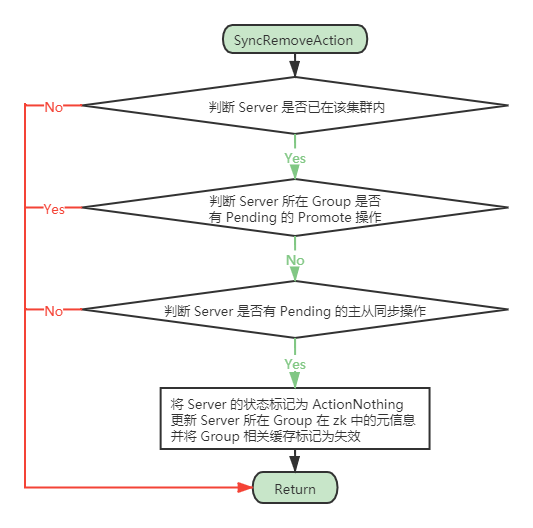 SyncRemoveAction
No
判断 Server 是否已在该集群内
Yes
Yes
判断 Server 所在 Group 是否
有 Pending 的 Promote 操作
No
No
判断 Server 是否有 Pending 的主从同步操作
Yes
将 Server 的状态标记为 ActionNothing
更新 Server 所在 Group 在 zk 中的元信息
并将 Group 相关缓存标记为失效
Return